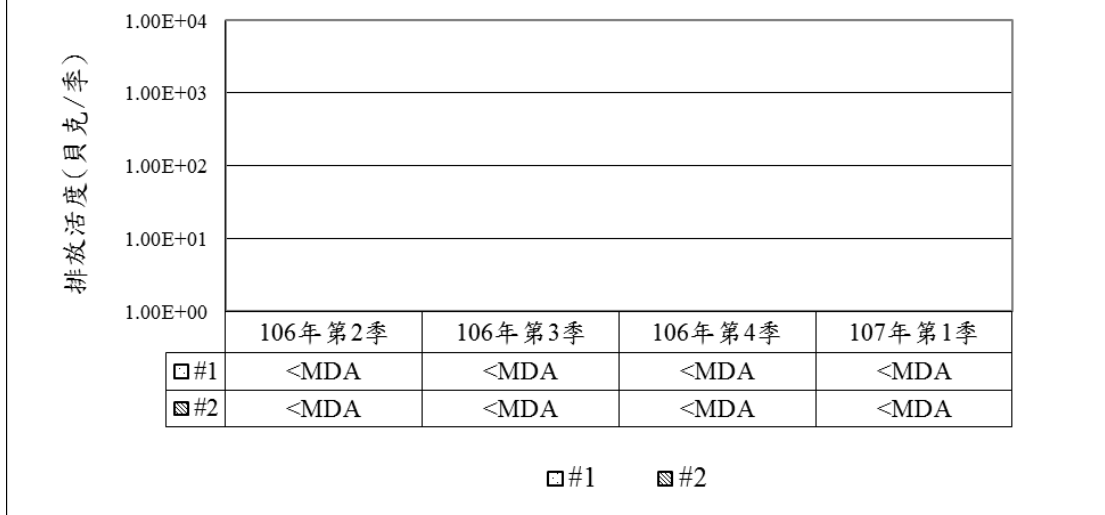 排放活度(貝克/季)
1.00E+04
1.00E+03
1.00E+02
1.00E+01
1.00E+00
106年第2季 106年第3季 106年第4季 107年第1季
#1 <MDA <MDA <MDA <MDA
#2 <MDA <MDA <MDA <MDA
#1 #2